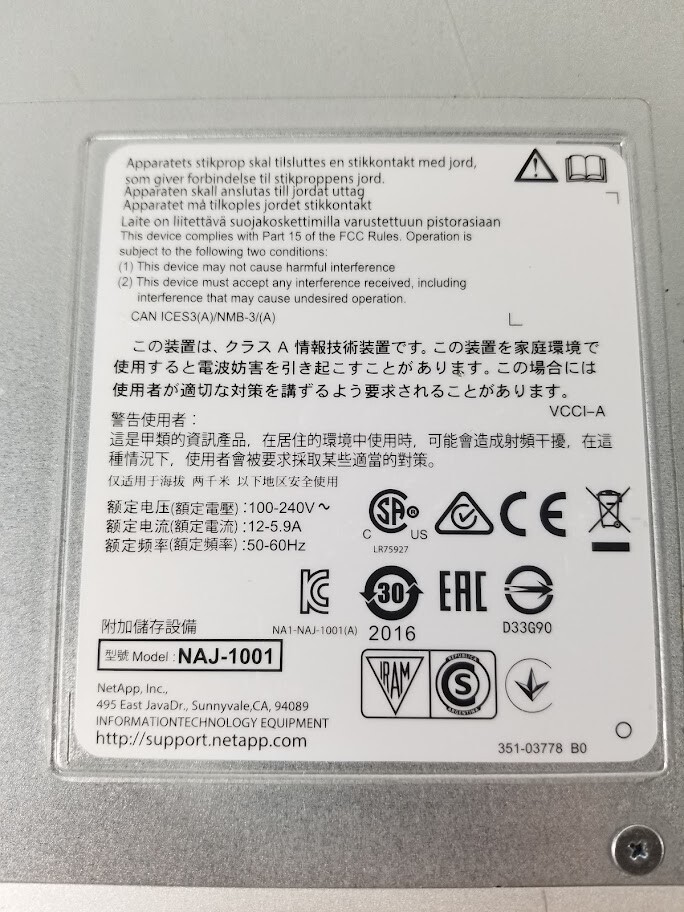 Apparatets stikprop skal tilsluttes en stikkontakt med jord,
som giver forbindelse til stikproppens jord.
Apparaten skall anslutas till jordat uttag
Apparatet må tilkoples jordet stikkontakt
Laite on liitettävä suojakoskettimilla varustettuun pistorasiaan
This device complies with Part 15 of the FCC Rules. Operation is
subject to the following two conditions:
(1) This device may not cause harmful interference
(2) This device must accept any interference received, including
interference that may cause undesired operation.
CAN ICES3(A)/NMB-3/(A)
この装置は、クラス A 情報技術装置です。この装置を家庭環境で
使用すると電波妨害を引き起こすことがあります。この場合には
使用者が適切な対策を講ずるよう要求されることがあります。
VCCI-A
警告使用者：
這是甲類的資訊產品，在居住的環境中使用時，可能會造成射頻干擾，在這
種情況下，使用者會被要求採取某些適當的對策。
仅适用于海拔 两千米 以下地区安全使用
额定电压(額定電壓):100-240V～
额定电流(額定電流):12-5.9A
额定频率(額定頻率):50-60Hz
C SA ® US
LR75927
CE
KC
NA1-NAJ-1001(A)
30
2016
EAC
D33G90
附加儲存設備
型號 Model : NAJ-1001
IRAM
REPUBLICA
S
ARGENTINA
NetApp, Inc.,
495 East JavaDr., Sunnyvale,CA, 94089
INFORMATIONTECHNOLOGY EQUIPMENT
http://support.netapp.com
351-03778 B0